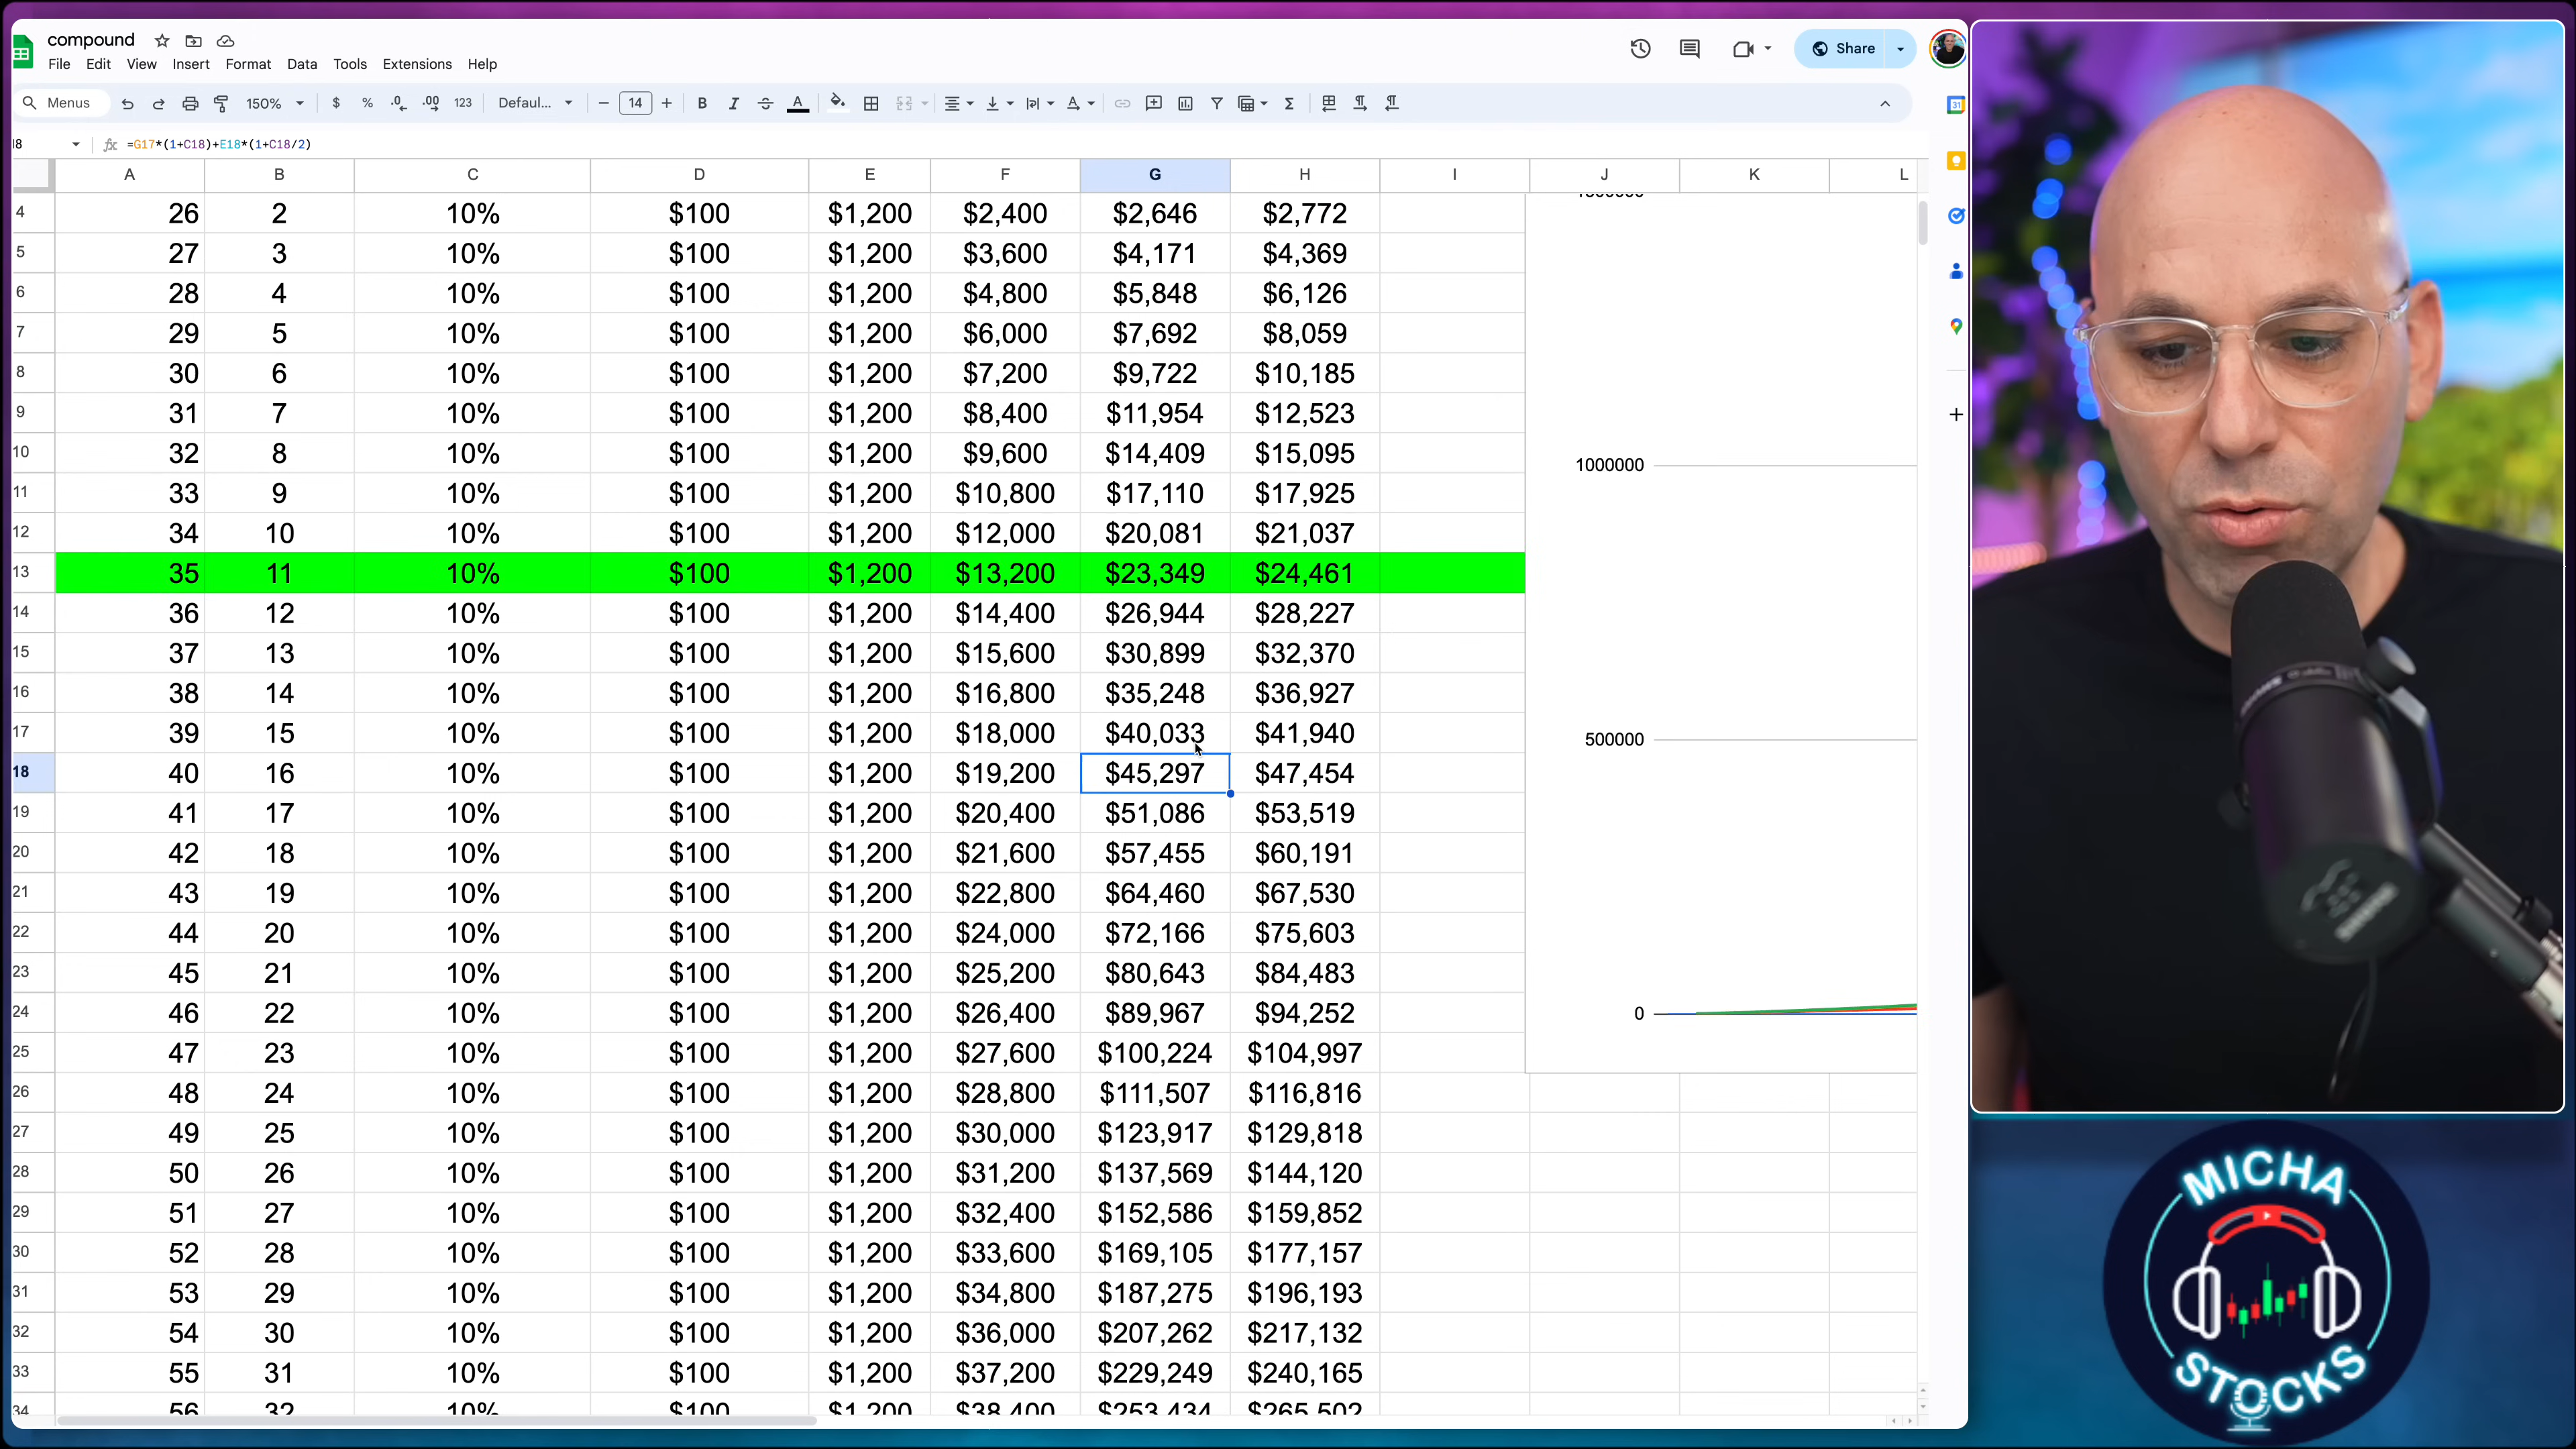 compound
File Edit View Insert Format Data Tools Extensions Help
Share
Menus 150% $ % .0 .00 123 Defaul... 14 B I A
31
=G17*(1+C18)+E18*(1+C18/2)
A B C D E F G H I J K L
4 26 2 10% $100 $1,200 $2,400 $2,646 $2,772
5 27 3 10% $100 $1,200 $3,600 $4,171 $4,369
6 28 4 10% $100 $1,200 $4,800 $5,848 $6,126
7 29 5 10% $100 $1,200 $6,000 $7,692 $8,059
8 30 6 10% $100 $1,200 $7,200 $9,722 $10,185
9 31 7 10% $100 $1,200 $8,400 $11,954 $12,523
10 32 8 10% $100 $1,200 $9,600 $14,409 $15,095
1000000
11 33 9 10% $100 $1,200 $10,800 $17,110 $17,925
12 34 10 10% $100 $1,200 $12,000 $20,081 $21,037
13 35 11 10% $100 $1,200 $13,200 $23,349 $24,461
14 36 12 10% $100 $1,200 $14,400 $26,944 $28,227
15 37 13 10% $100 $1,200 $15,600 $30,899 $32,370
16 38 14 10% $100 $1,200 $16,800 $35,248 $36,927
17 39 15 10% $100 $1,200 $18,000 $40,033 $41,940
500000
18 40 16 10% $100 $1,200 $19,200 $45,297 $47,454
19 41 17 10% $100 $1,200 $20,400 $51,086 $53,519
20 42 18 10% $100 $1,200 $21,600 $57,455 $60,191
21 43 19 10% $100 $1,200 $22,800 $64,460 $67,530
22 44 20 10% $100 $1,200 $24,000 $72,166 $75,603
23 45 21 10% $100 $1,200 $25,200 $80,643 $84,483
24 46 22 10% $100 $1,200 $26,400 $89,967 $94,252
0
25 47 23 10% $100 $1,200 $27,600 $100,224 $104,997
26 48 24 10% $100 $1,200 $28,800 $111,507 $116,816
27 49 25 10% $100 $1,200 $30,000 $123,917 $129,818
28 50 26 10% $100 $1,200 $31,200 $137,569 $144,120
29 51 27 10% $100 $1,200 $32,400 $152,586 $159,852
30 52 28 10% $100 $1,200 $33,600 $169,105 $177,157
31 53 29 10% $100 $1,200 $34,800 $187,275 $196,193
32 54 30 10% $100 $1,200 $36,000 $207,262 $217,132
33 55 31 10% $100 $1,200 $37,200 $229,249 $240,165
34 56 32 10% $100 $1,200 $38,400 $253,434 $265,502
MICHA
STOCKS